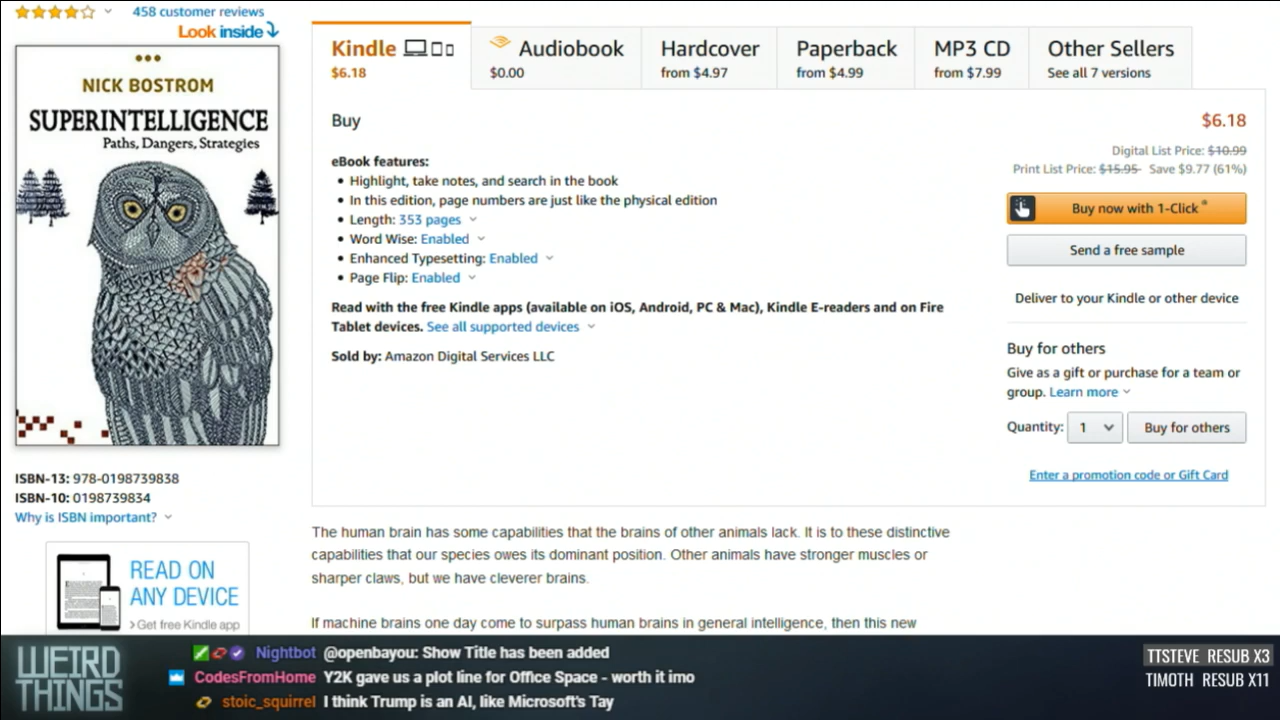 458 customer reviews
Look inside
NICK BOSTROM
SUPERINTELLIGENCE
Paths, Dangers, Strategies
ISBN-13: 978-0198739838
ISBN-10: 0198739834
Why is ISBN important?
READ ON
ANY DEVICE
› Get free Kindle app
Kindle
$6.18
Audiobook
$0.00
Hardcover
from $4.97
Paperback
from $4.99
MP3 CD
from $7.99
Other Sellers
See all 7 versions
Buy
eBook features:
• Highlight, take notes, and search in the book
• In this edition, page numbers are just like the physical edition
• Length: 353 pages
• Word Wise: Enabled
• Enhanced Typesetting: Enabled
• Page Flip: Enabled
Read with the free Kindle apps (available on iOS, Android, PC & Mac), Kindle E-readers and on Fire
Tablet devices. See all supported devices
Sold by: Amazon Digital Services LLC
$6.18
Digital List Price: $10.99
Print List Price: $15.95 Save $9.77 (61%)
Buy now with 1-Click ®
Send a free sample
Deliver to your Kindle or other device
Buy for others
Give as a gift or purchase for a team or
group. Learn more
Quantity: 1 Buy for others
Enter a promotion code or Gift Card
The human brain has some capabilities that the brains of other animals lack. It is to these distinctive
capabilities that our species owes its dominant position. Other animals have stronger muscles or
sharper claws, but we have cleverer brains.
If machine brains one day come to surpass human brains in general intelligence, then this new
WEIRD
THINGS
Nightbot @openbayou: Show Title has been added
CodesFromHome Y2K gave us a plot line for Office Space - worth it imo
stoic_squirrel I think Trump is an AI, like Microsoft's Tay
TTSTEVE RESUB X3
TIMOTH RESUB X11